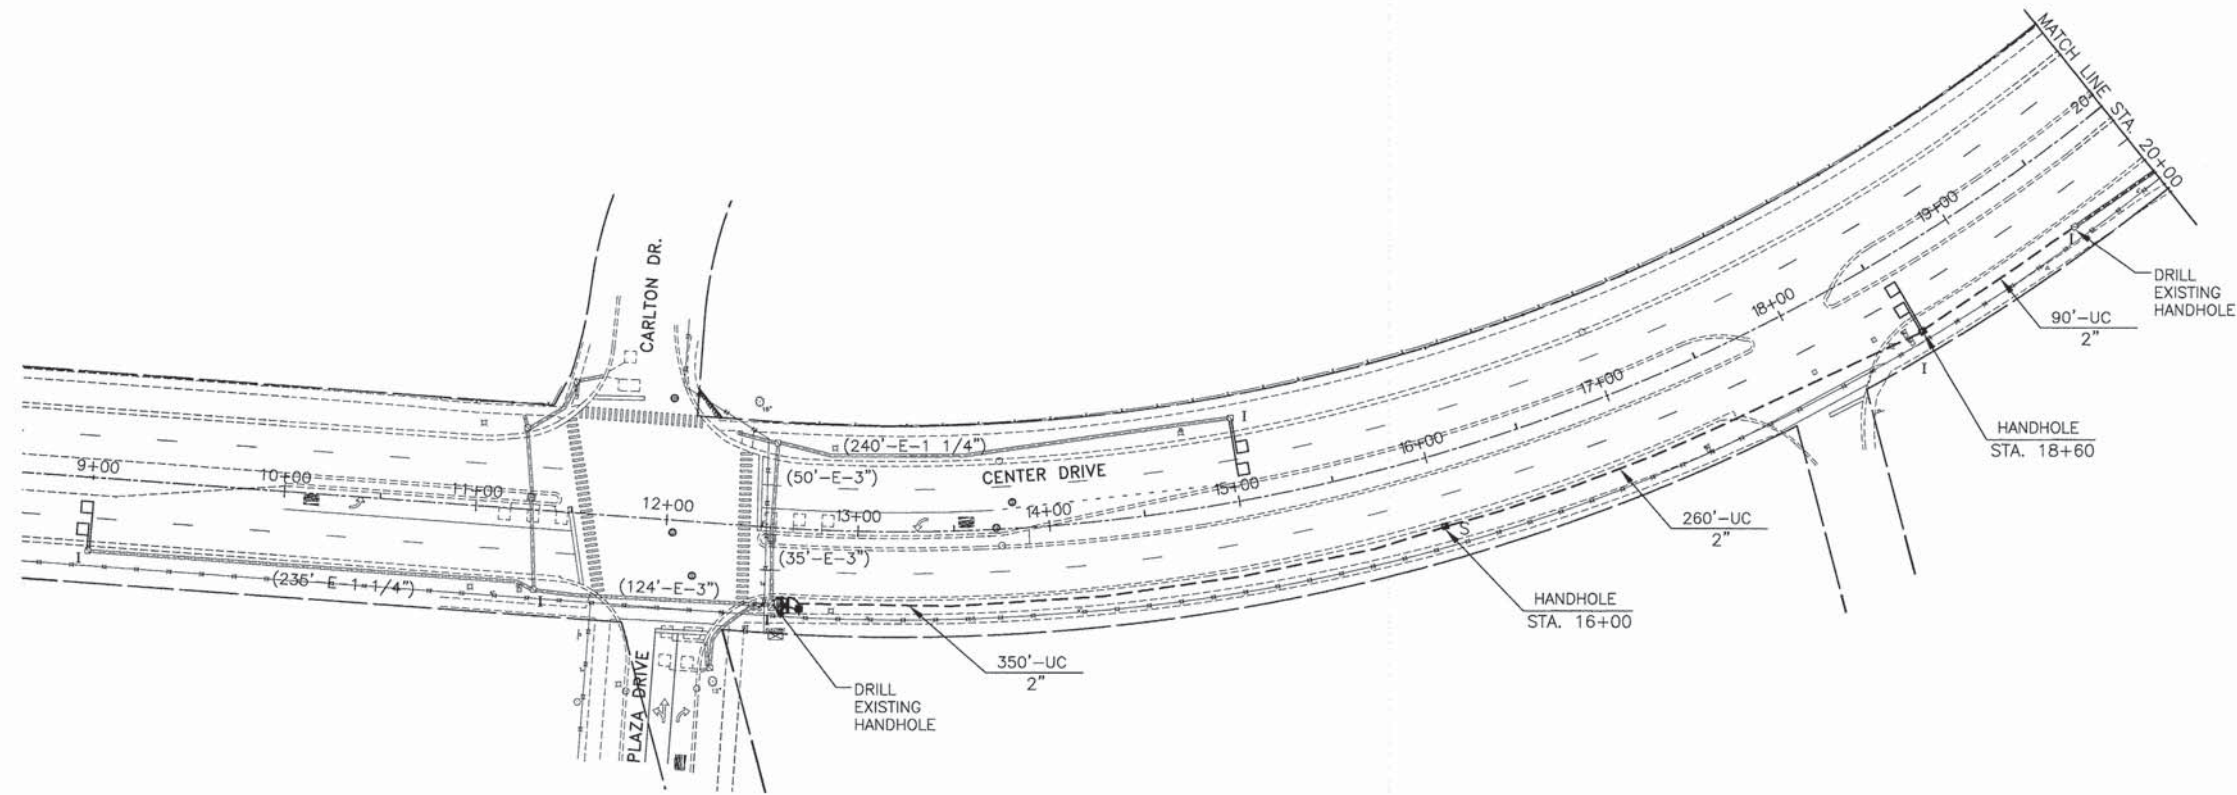 MATCH LINE STA. 20+00
20
19+00
18+00
17+00
16+00
15+00
14+00
13+00
12+00
11+00
10+00
9+00
CARLTON DR.
CENTER DRIVE
PLAZA DRIVE
(240'-E-1 1/4")
(50'-E-3")
(35'-E-3")
(124'-E-3")
(235'-E-1-1/4")
I
I
I
I
I
S
18"
12"
DRILL
EXISTING
HANDHOLE
90'-UC
2"
HANDHOLE
STA. 18+60
260'-UC
2"
HANDHOLE
STA. 16+00
350'-UC
2"
DRILL
EXISTING
HANDHOLE